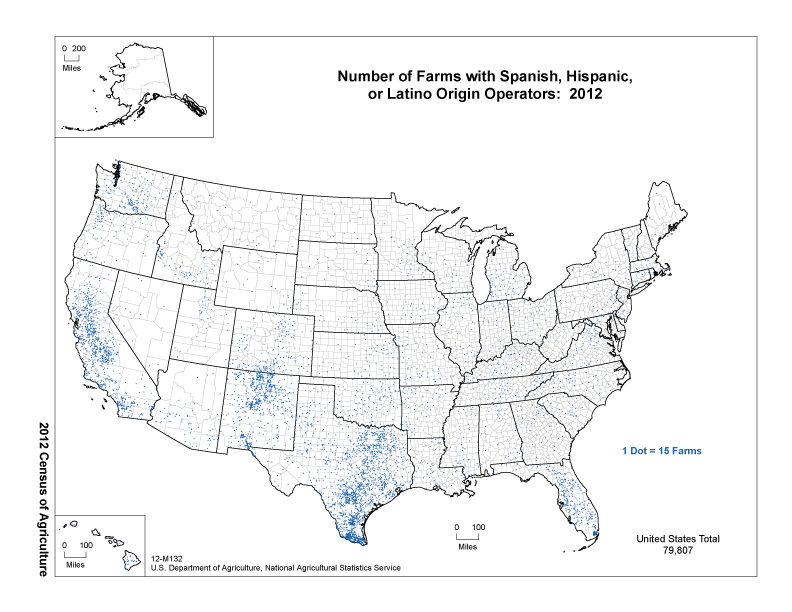 0 200
Miles
Number of Farms with Spanish, Hispanic,
or Latino Origin Operators: 2012
1 Dot = 15 Farms
2012 Census of Agriculture
0 100
Miles
12-M132
U.S. Department of Agriculture, National Agricultural Statistics Service
0 100
Miles
United States Total
79,807